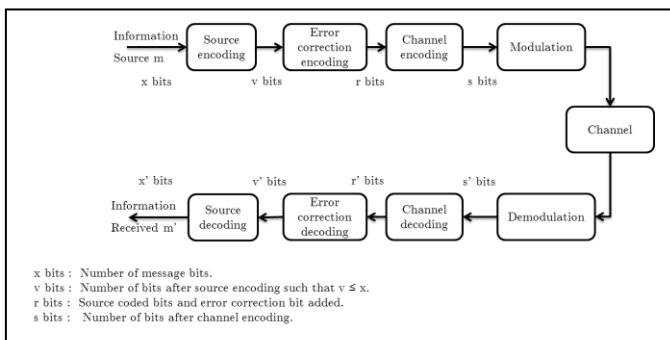 Information
Source m
Source
encoding
Error
correction
encoding
Channel
encoding
Modulation
x bits
v bits
r bits
s bits
Channel
x' bits
v' bits
r' bits
s' bits
Information
Received m'
Source
decoding
Error
correction
decoding
Channel
decoding
Demodulation
x bits : Number of message bits.
v bits : Number of bits after source encoding such that v ≤ x.
r bits : Source coded bits and error correction bit added.
s bits : Number of bits after channel encoding.